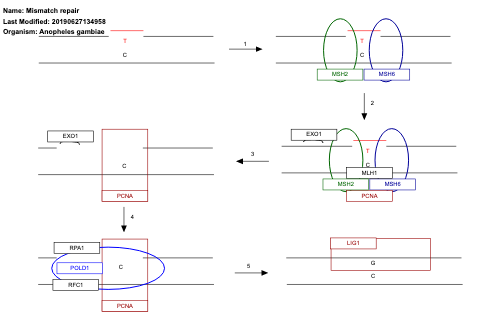 Name: Mismatch repair
Last Modified: 20190627134958
Organism: Anopheles gambiae
T
C
1
T
C
MSH2
MSH6
2
EXO1
C
PCNA
3
EXO1
T
C
MLH1
MSH2
MSH6
PCNA
4
RPA1
POLD1
C
RFC1
PCNA
5
LIG1
G
C